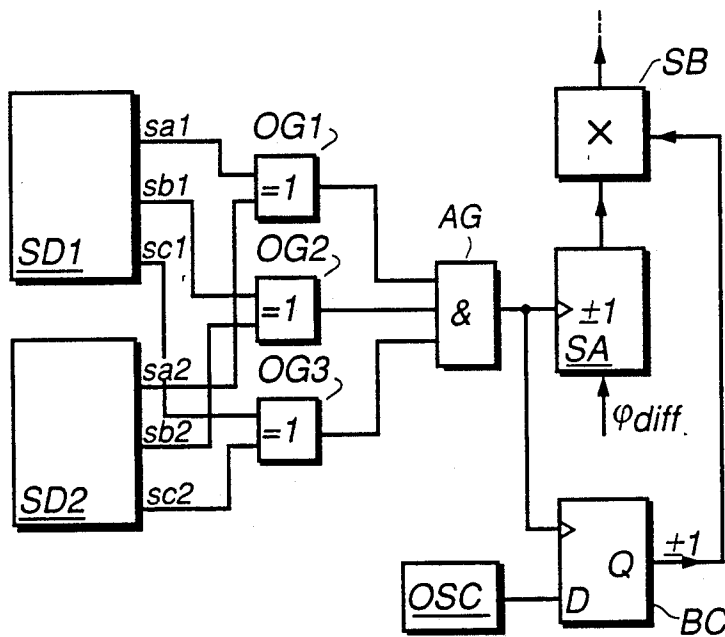 SB
×
OG1
sa1
=1
sb1
SD1
sc1
AG
OG2
=1
&
±1
SA
sa2
OG3
sb2
=1
φdiff.
SD2
sc2
±1
Q
OSC
D
BC